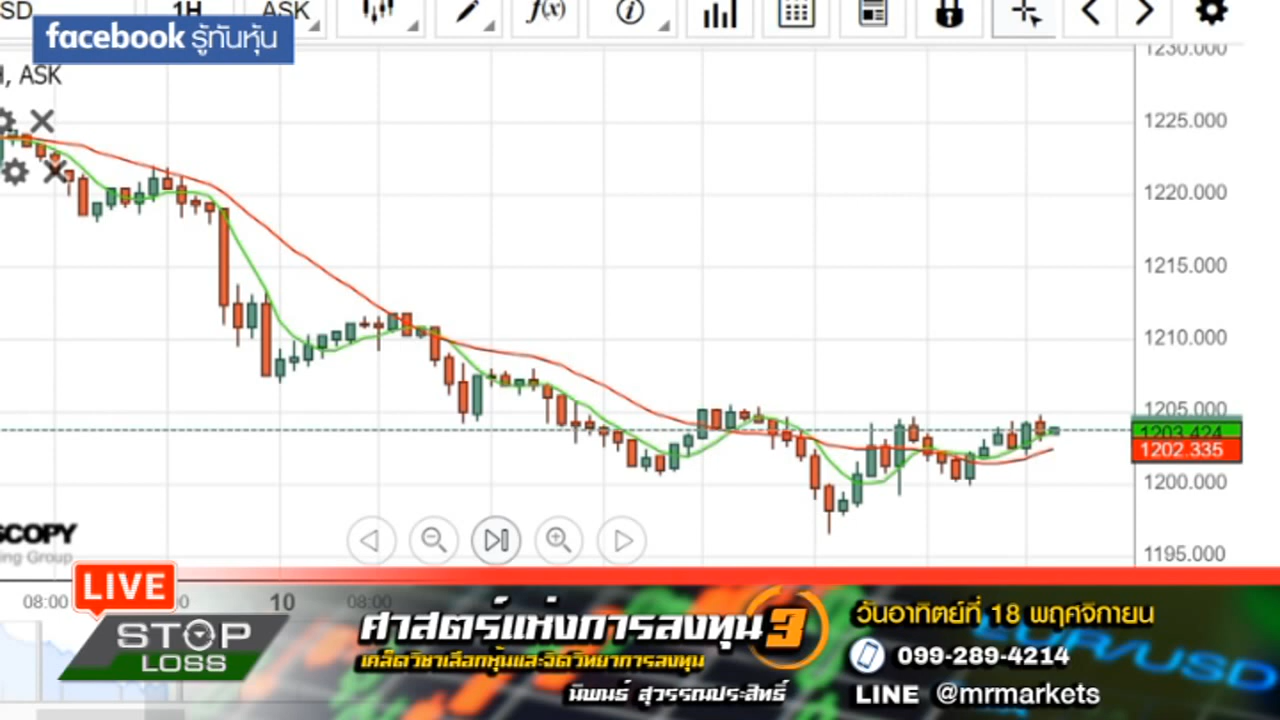 SD
1H
ASK
f(x)
facebook รู้ทันหุ้น
H, ASK
1230.000
1225.000
1220.000
1215.000
1210.000
1205.000
1203.424
1202.335
1200.000
1195.000
SCOPY
ing Group
08:00
00
10
08:00
LIVE
STOP
LOSS
ศาสตร์แห่งการลงทุน 3
เคล็ดวิชาเลือกหุ้นและจิตวิทยาการลงทุน
นิพนธ์ สุวรรณประสิทธิ์
วันอาทิตย์ที่ 18 พฤศจิกายน
099-289-4214
LINE @mrmarkets
EUR/USD